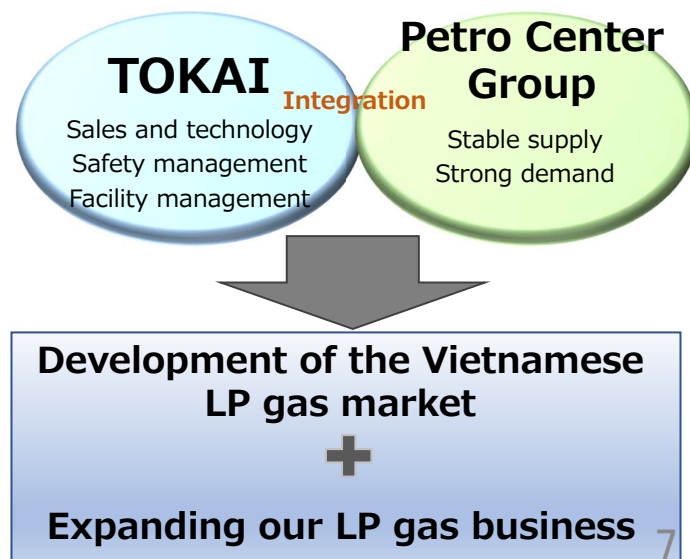 TOKAI
Sales and technology
Safety management
Facility management
Integration
Petro Center
Group
Stable supply
Strong demand
Development of the Vietnamese
LP gas market
+
Expanding our LP gas business
7